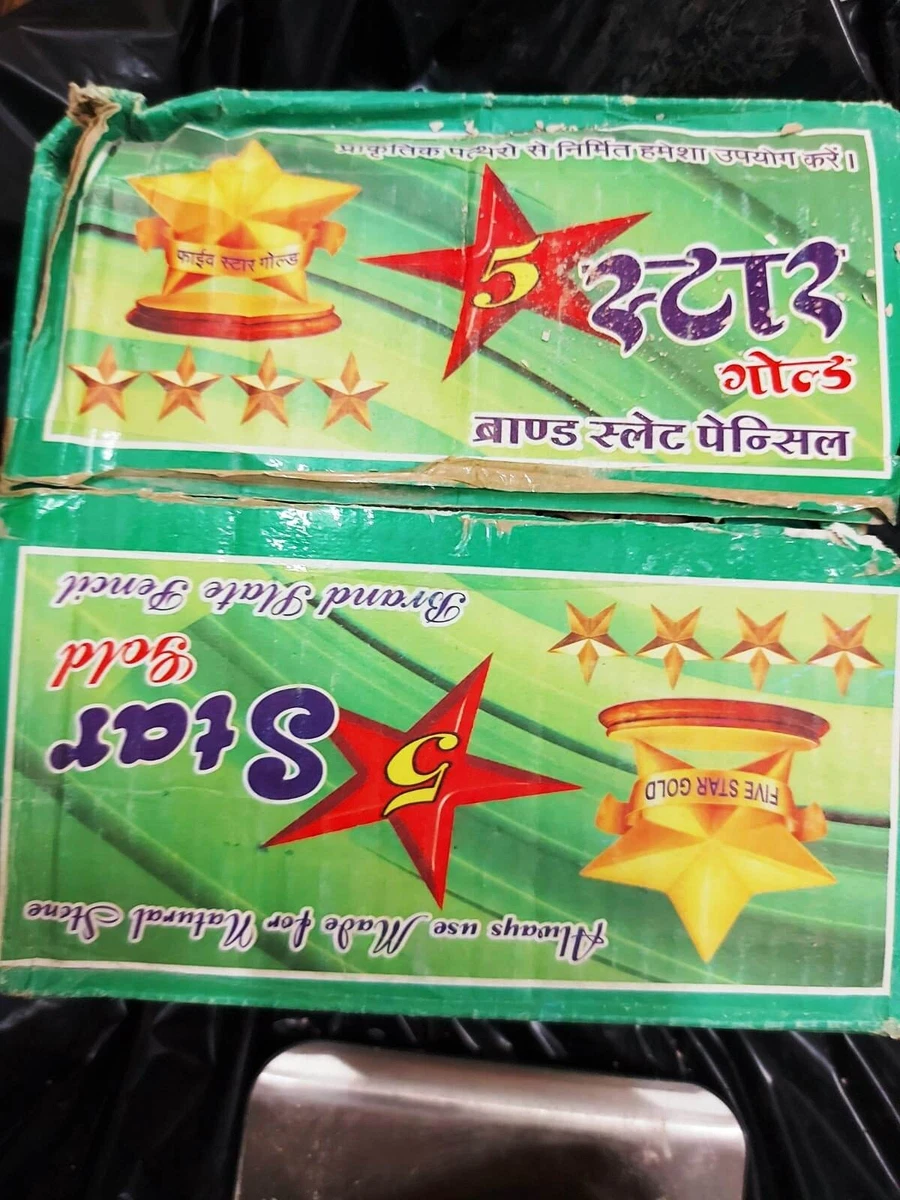 प्राकृतिक पत्थरो से निर्मित हमेशा उपयोग करें।
फाईव स्टार गोल्ड
5 स्टार
गोल्ड
ब्राण्ड स्लेट पेन्सिल
Always use Made for Natural Stone
FIVE STAR GOLD
5 Star
Gold
Brand Slate Pencil